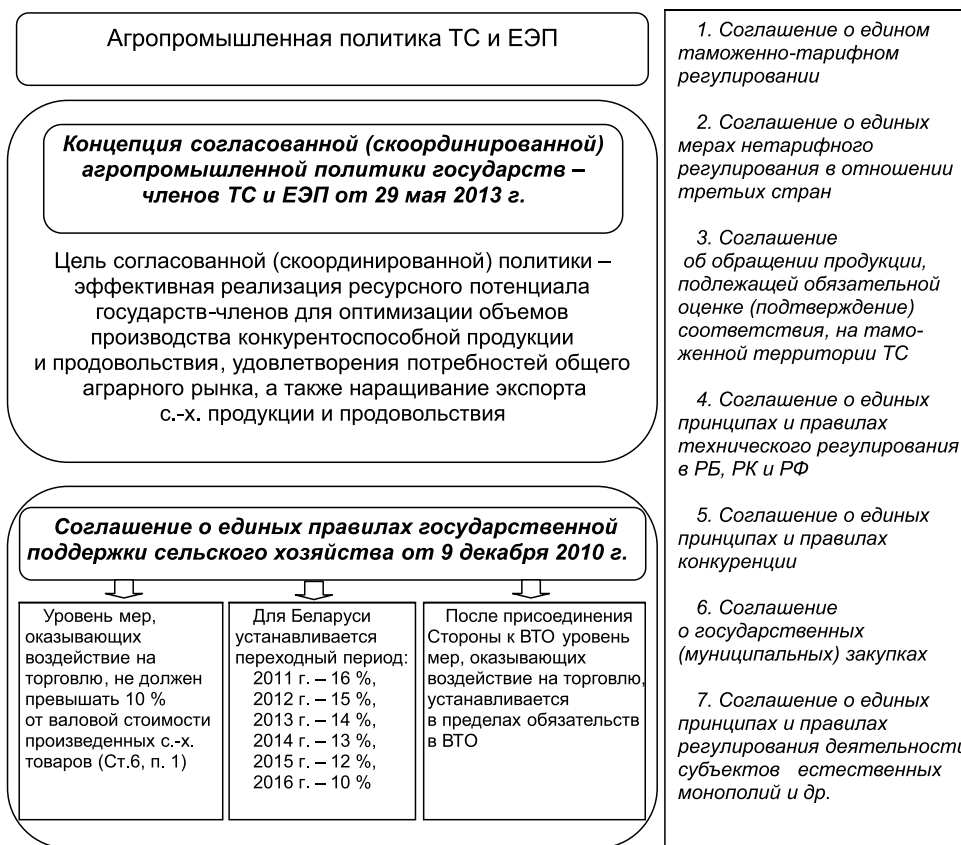 Агропромышленная политика ТС и ЕЭП
Концепция согласованной (скоординированной)
агропромышленной политики государств –
членов ТС и ЕЭП от 29 мая 2013 г.
Цель согласованной (скоординированной) политики –
эффективная реализация ресурсного потенциала
государств-членов для оптимизации объемов
производства конкурентоспособной продукции
и продовольствия, удовлетворения потребностей общего
аграрного рынка, а также наращивание экспорта
с.-х. продукции и продовольствия
Соглашение о единых правилах государственной
поддержки сельского хозяйства от 9 декабря 2010 г.
Уровень мер,
оказывающих
воздействие на
торговлю, не должен
превышать 10 %
от валовой стоимости
произведенных с.-х.
товаров (Ст.6, п. 1)
Для Беларуси
устанавливается
переходный период:
2011 г. – 16 %,
2012 г. – 15 %,
2013 г. – 14 %,
2014 г. – 13 %,
2015 г. – 12 %,
2016 г. – 10 %
После присоединения
Стороны к ВТО уровень
мер, оказывающих
воздействие на торговлю,
устанавливается
в пределах обязательств
в ВТО
1. Соглашение о едином
таможенно-тарифном
регулировании
2. Соглашение о единых
мерах нетарифного
регулирования в отношении
третьих стран
3. Соглашение
об обращении продукции,
подлежащей обязательной
оценке (подтверждение)
соответствия, на тамо-
женной территории ТС
4. Соглашение о единых
принципах и правилах
технического регулирования
в РБ, РК и РФ
5. Соглашение о единых
принципах и правилах
конкуренции
6. Соглашение
о государственных
(муниципальных) закупках
7. Соглашение о единых
принципах и правилах
регулирования деятельности
субъектов естественных
монополий и др.